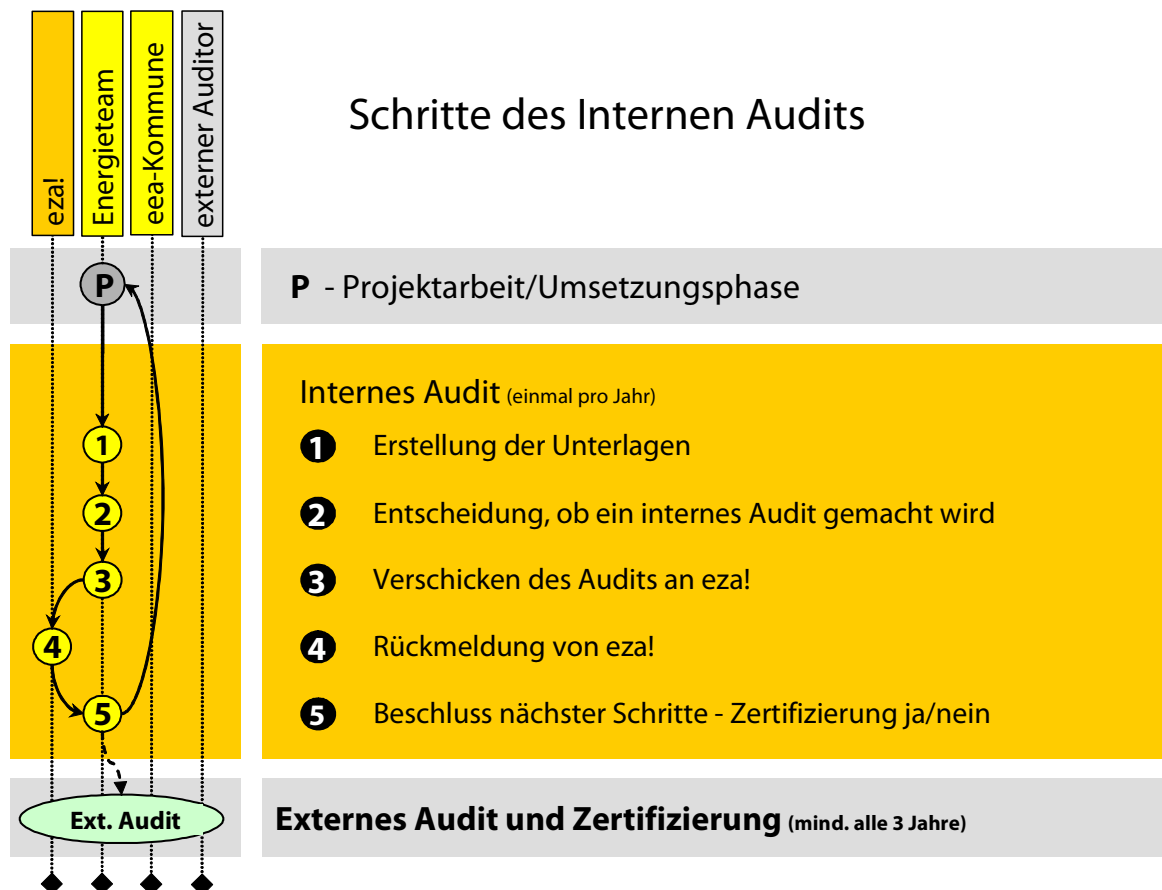 eza!
Energieteam
eea-Kommune
externer Auditor
Schritte des Internen Audits
P
P - Projektarbeit/Umsetzungsphase
Internes Audit (einmal pro Jahr)
1
1 Erstellung der Unterlagen
2
2 Entscheidung, ob ein internes Audit gemacht wird
3
3 Verschicken des Audits an eza!
4
4 Rückmeldung von eza!
5
5 Beschluss nächster Schritte - Zertifizierung ja/nein
Ext. Audit
Externes Audit und Zertifizierung (mind. alle 3 Jahre)